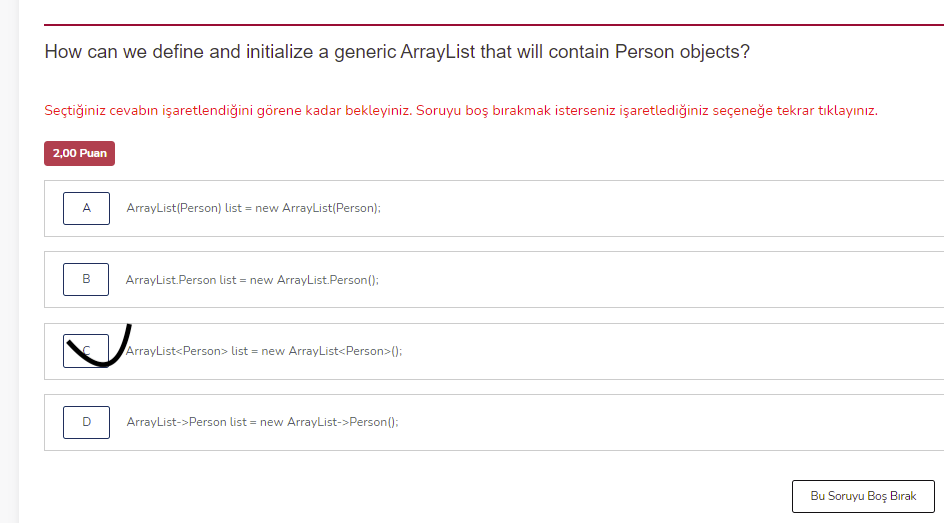 How can we define and initialize a generic ArrayList that will contain Person objects?
Seçtiğiniz cevabın işaretlendiğini görene kadar bekleyiniz. Soruyu boş bırakmak isterseniz işaretlediğiniz seçeneğe tekrar tıklayınız.
2,00 Puan
A ArrayList(Person) list = new ArrayList(Person);
B ArrayList.Person list = new ArrayList.Person();
C ArrayList<Person> list = new ArrayList<Person>();
D ArrayList->Person list = new ArrayList->Person();
Bu Soruyu Boş Bırak